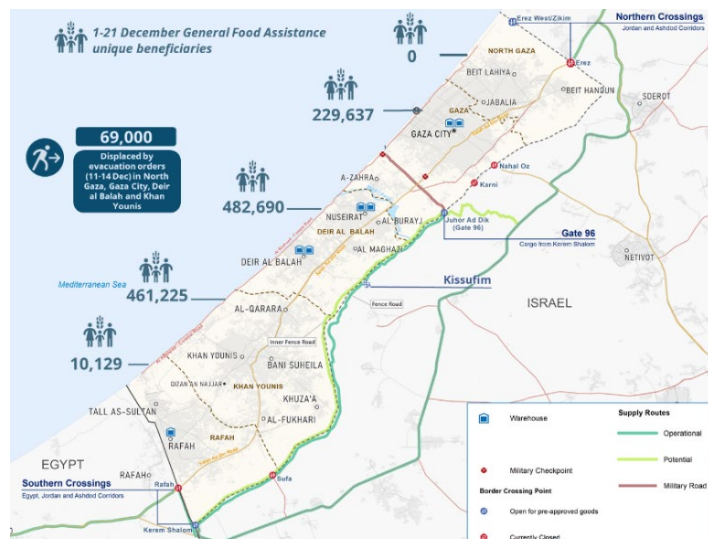 1-21 December General Food Assistance
unique beneficiaries
0
Erez West/Zikim
Northern Crossings
Jordan and Ashdod Corridors
NORTH GAZA
Erez
BEIT LAHIYA
BEIT HANOUN
SDEROT
229,637
GAZA
JABALIA
GAZA CITY
69,000
Displaced by
evacuation orders
(11-14 Dec) in North
Gaza, Gaza City, Deir
al Balah and Khan
Younis
Nahal Oz
Karni
A-ZAHRA
482,690
NUSEIRAT
AL BURAYJ
Juhor Ad Dik
(Gate 96)
DEIR AL BALAH
Gate 96
Cargo from Kerem Shalom
AL MAGHAZI
NETIVOT
DEIR AL BALAH
Mediterranean Sea
461,225
Kissufim
Fence Road
ISRAEL
AL-QARARA
Inner Fence Road
10,129
KHAN YOUNIS
BANI SUHEILA
QIZAN AN NAJJAR
KHAN YOUNIS
KHUZA'A
TALL AS-SULTAN
AL-FUKHARI
RAFAH
RAFAH
EGYPT
RAFAH
Southern Crossings
Egypt, Jordan and Ashdod Corridors
Rafah
Sufa
Kerem Shalom
Warehouse
Military Checkpoint
Border Crossing Point
Open for pre-approved goods
Currently Closed
Supply Routes
Operational
Potential
Military Road